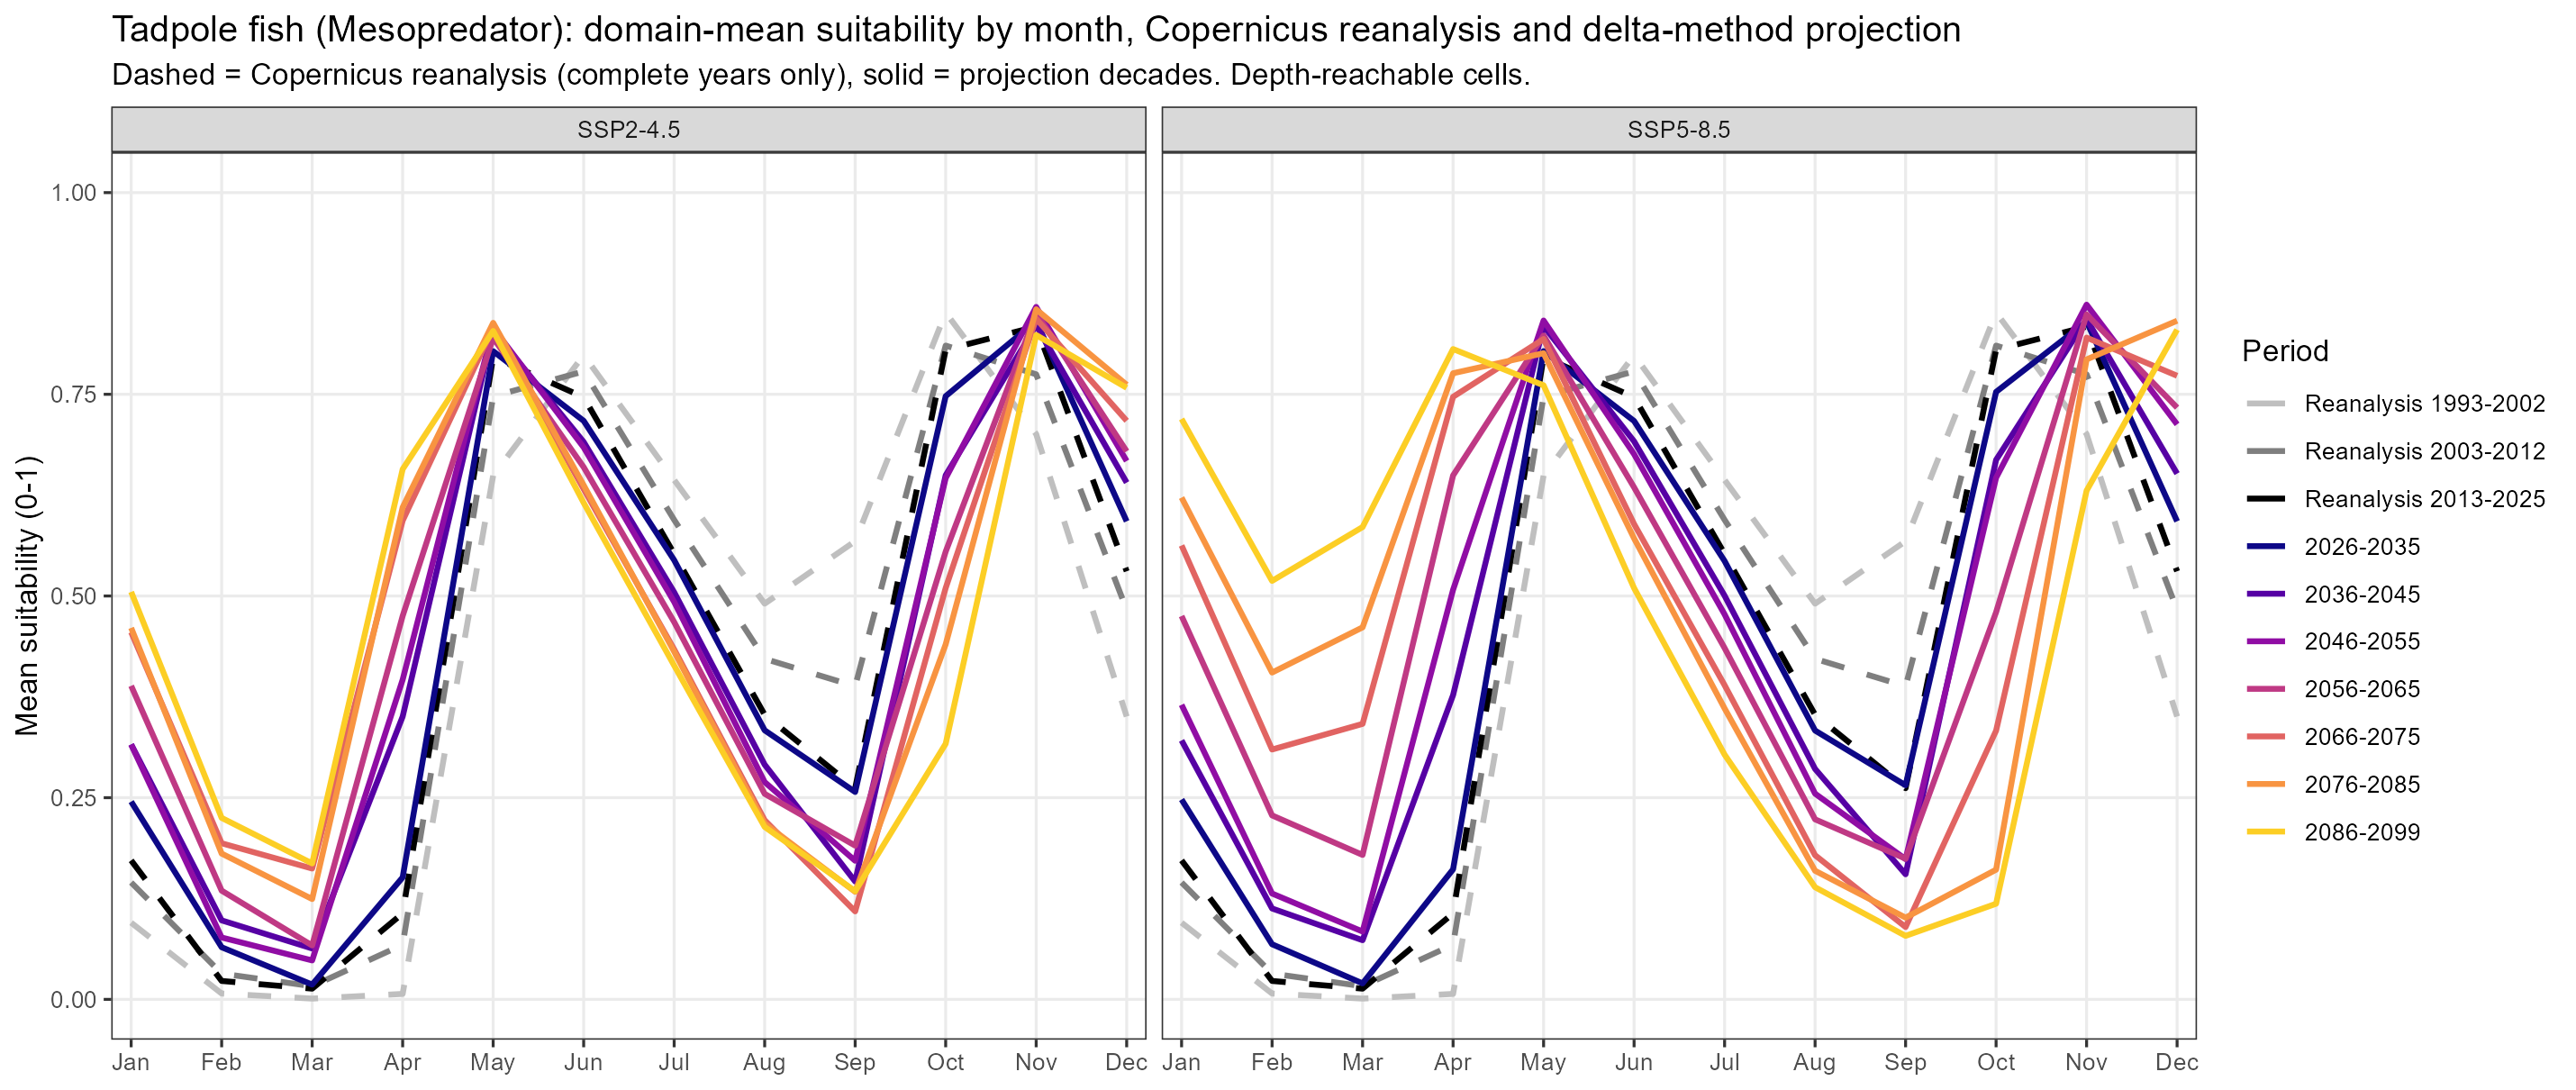 Tadpole fish (Mesopredator): domain-mean suitability by month, Copernicus reanalysis and delta-method projection
Dashed = Copernicus reanalysis (complete years only), solid = projection decades. Depth-reachable cells.
SSP2-4.5
SSP5-8.5
Mean suitability (0-1)
1.00
0.75
0.50
0.25
0.00
Jan Feb Mar Apr May Jun Jul Aug Sep Oct Nov Dec
Jan Feb Mar Apr May Jun Jul Aug Sep Oct Nov Dec
Period
Reanalysis 1993-2002
Reanalysis 2003-2012
Reanalysis 2013-2025
2026-2035
2036-2045
2046-2055
2056-2065
2066-2075
2076-2085
2086-2099